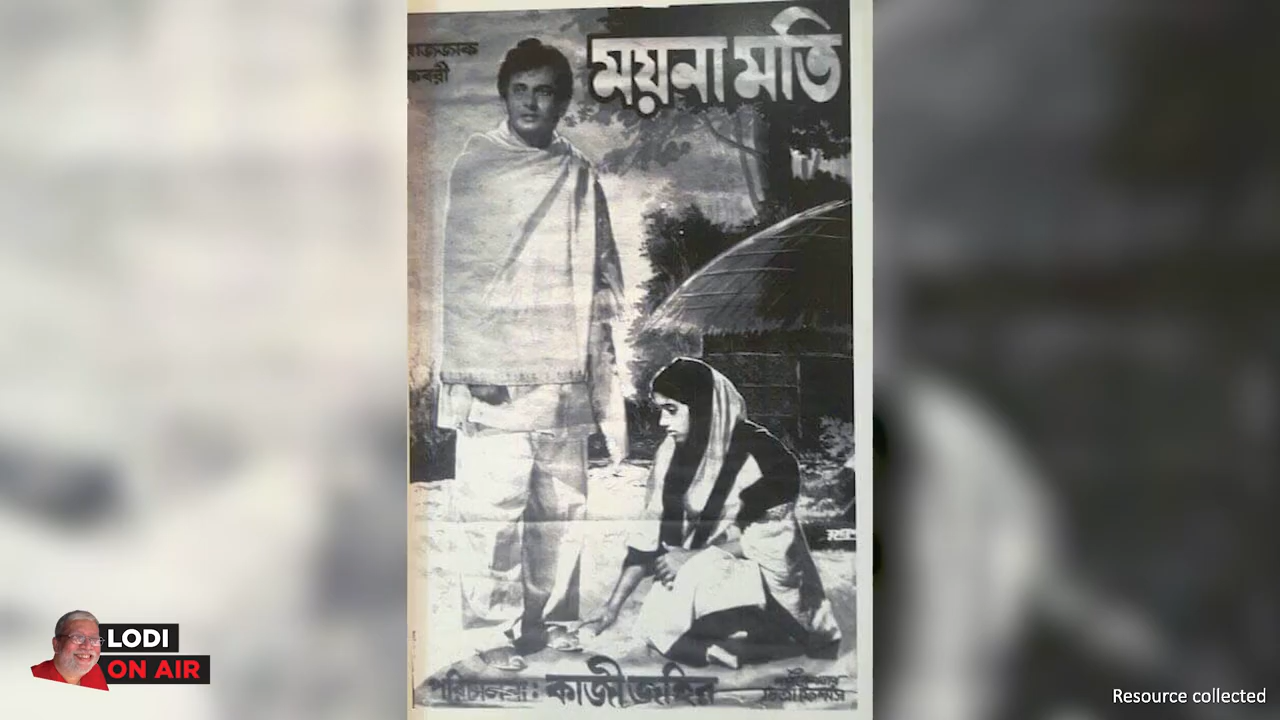 রাজ্জাক
কবরী
ময়না মতি
পরিচালনা: কাজী জহির
LODI
ON AIR
Resource collected